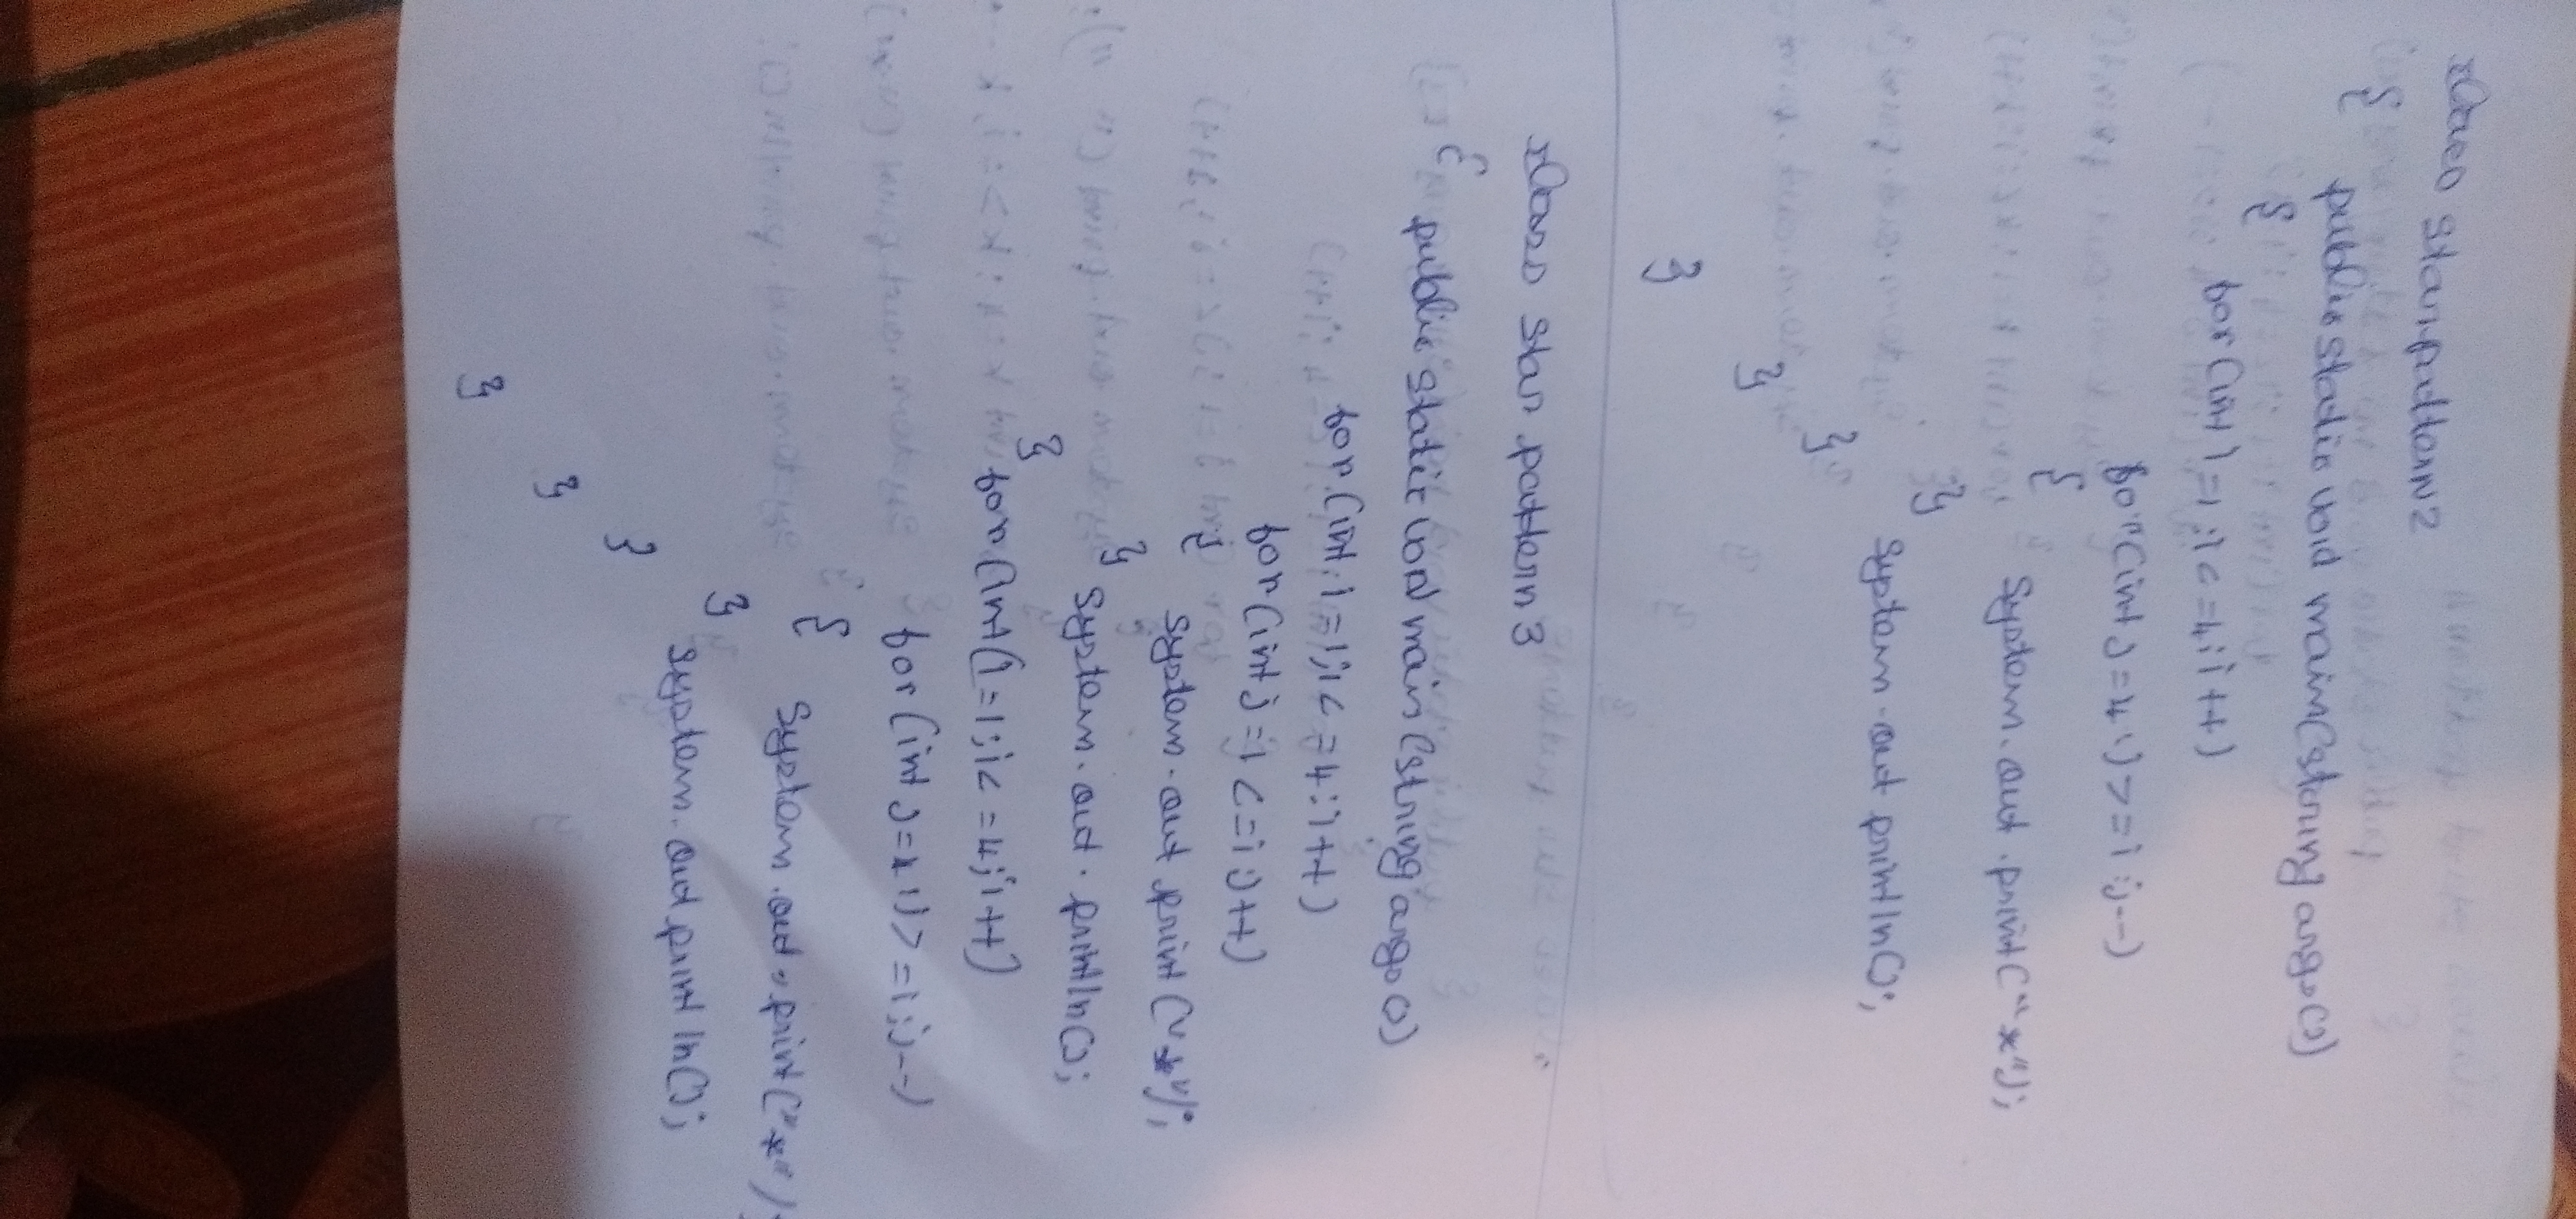 class starpattern2
{
public static void main(string args())
{
for(int i=1;i<=4;i++)
for(int j=4;j>=i;j--)
{
System.out.print("*");
}
System.out println();
}
}
}
class star pattern 3
{
public static void main(string args())
for(int i=1;i<=4;i++)
for(int j=1<=i j++)
{
System.out print("*");
}
System.out.println();
}
for(int(i=1;i<=4;i++)
for(int j=4;j>=i;j--)
{
System.out.print("*")
}
System.out println();
}
}
}